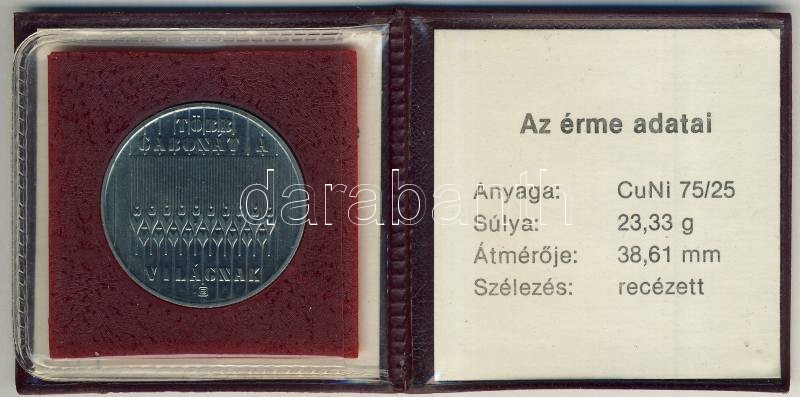 TÖBB
GABONÁT A
VILÁGNAK
darabanth
Az érme adatai
Anyaga: CuNi 75/25
Súlya: 23,33 g
Átmérője: 38,61 mm
Szélezés: recézett